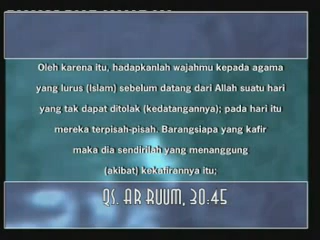 Oleh karena itu, hadapkanlah wajahmu kepada agama
yang lurus (Islam) sebelum datang dari Allah suatu hari
yang tak dapat ditolak (kedatangannya); pada hari itu
mereka terpisah-pisah. Barangsiapa yang kafir
maka dia sendirilah yang menanggung
(akibat) kekafirannya itu;
QS. AR RUUM, 30:45